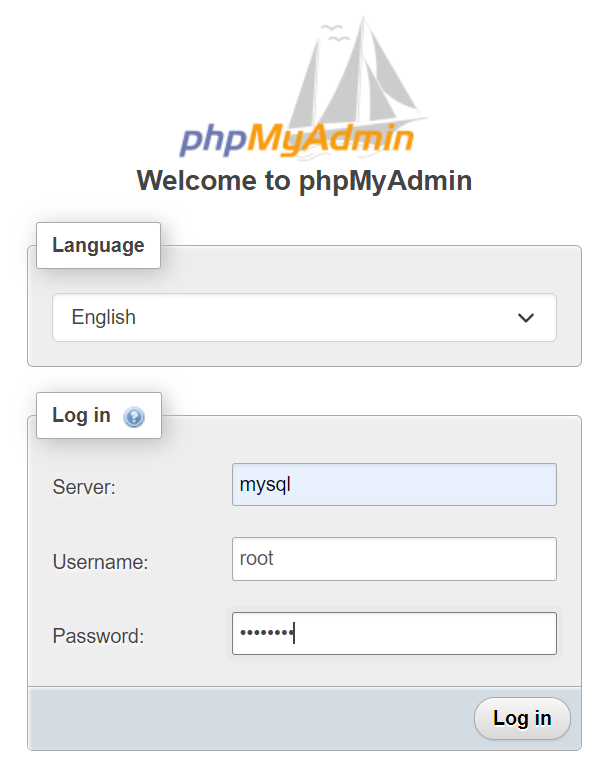 phpMyAdmin
Welcome to phpMyAdmin
Language
English
Log in
Server: mysql
Username: root
Password: ••••••••
Log in